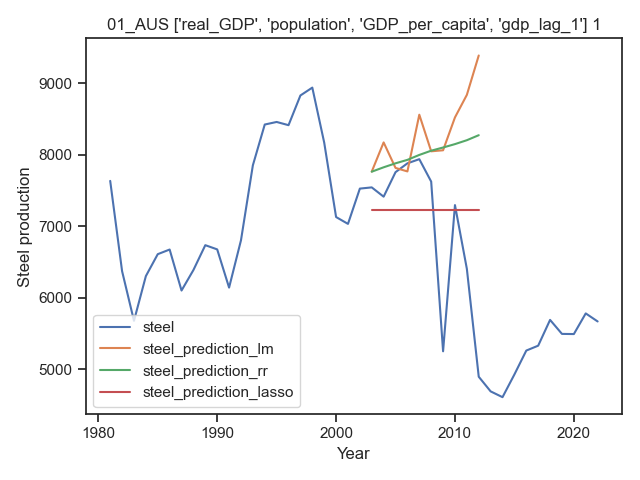 01_AUS ['real_GDP', 'population', 'GDP_per_capita', 'gdp_lag_1'] 1
Steel production
9000
8000
7000
6000
5000
steel
steel_prediction_lm
steel_prediction_rr
steel_prediction_lasso
1980
1990
2000
2010
2020
Year